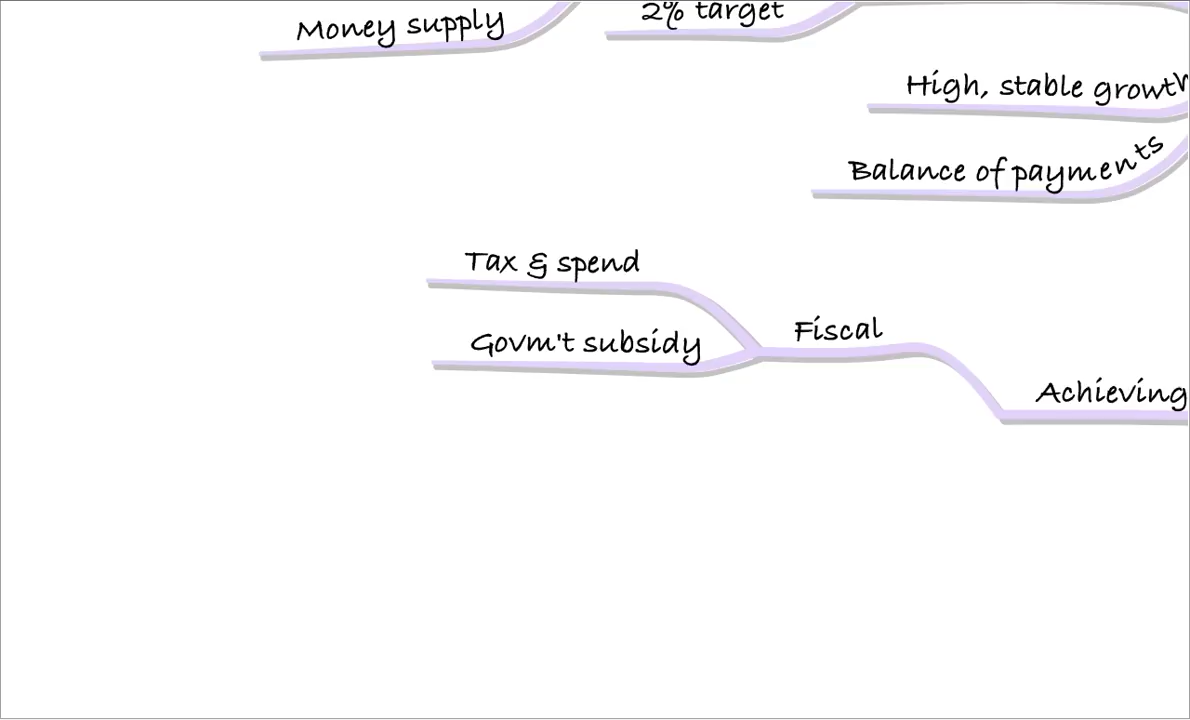 Money supply
2% target
High, stable growth
Balance of payments
Tax & spend
Govm't subsidy
Fiscal
Achieving